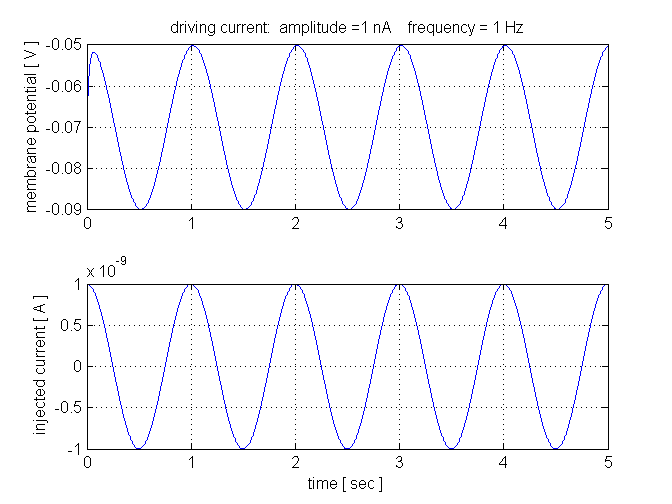 driving current:  amplitude =1 nA    frequency = 1 Hz
membrane potential [ V ]
-0.05
-0.06
-0.07
-0.08
-0.09
0 1 2 3 4 5
x 10^-9
injected current [ A ]
1
0.5
0
-0.5
-1
0 1 2 3 4 5
time [ sec ]